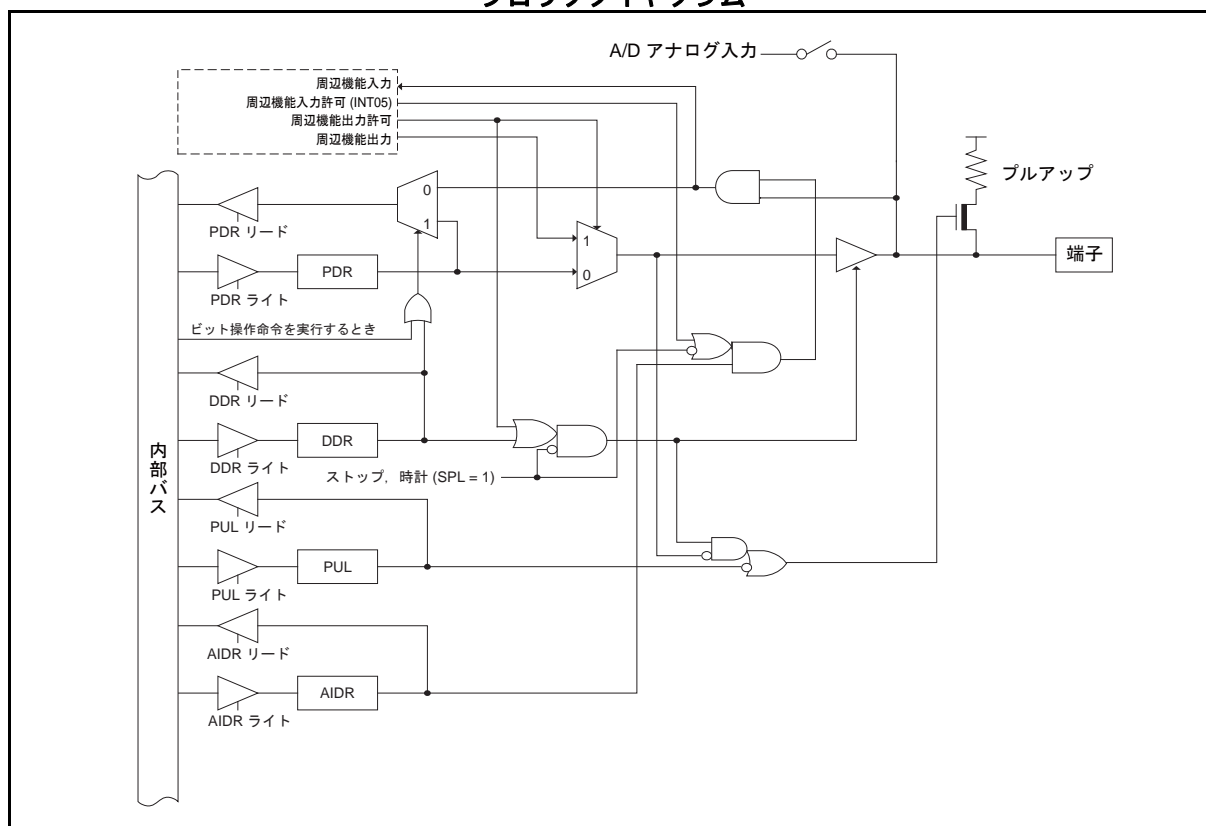 ブロックダイヤグラム
A/D アナログ入力
周辺機能入力
周辺機能入力許可 (INT05)
周辺機能出力許可
周辺機能出力
プルアップ
0
1
PDR リード
1
0
端子
PDR
PDR ライト
ビット操作命令を実行するとき
DDR リード
DDR
DDR ライト
ストップ，時計 (SPL = 1)
内部バス
PUL リード
PUL
PUL ライト
AIDR リード
AIDR
AIDR ライト